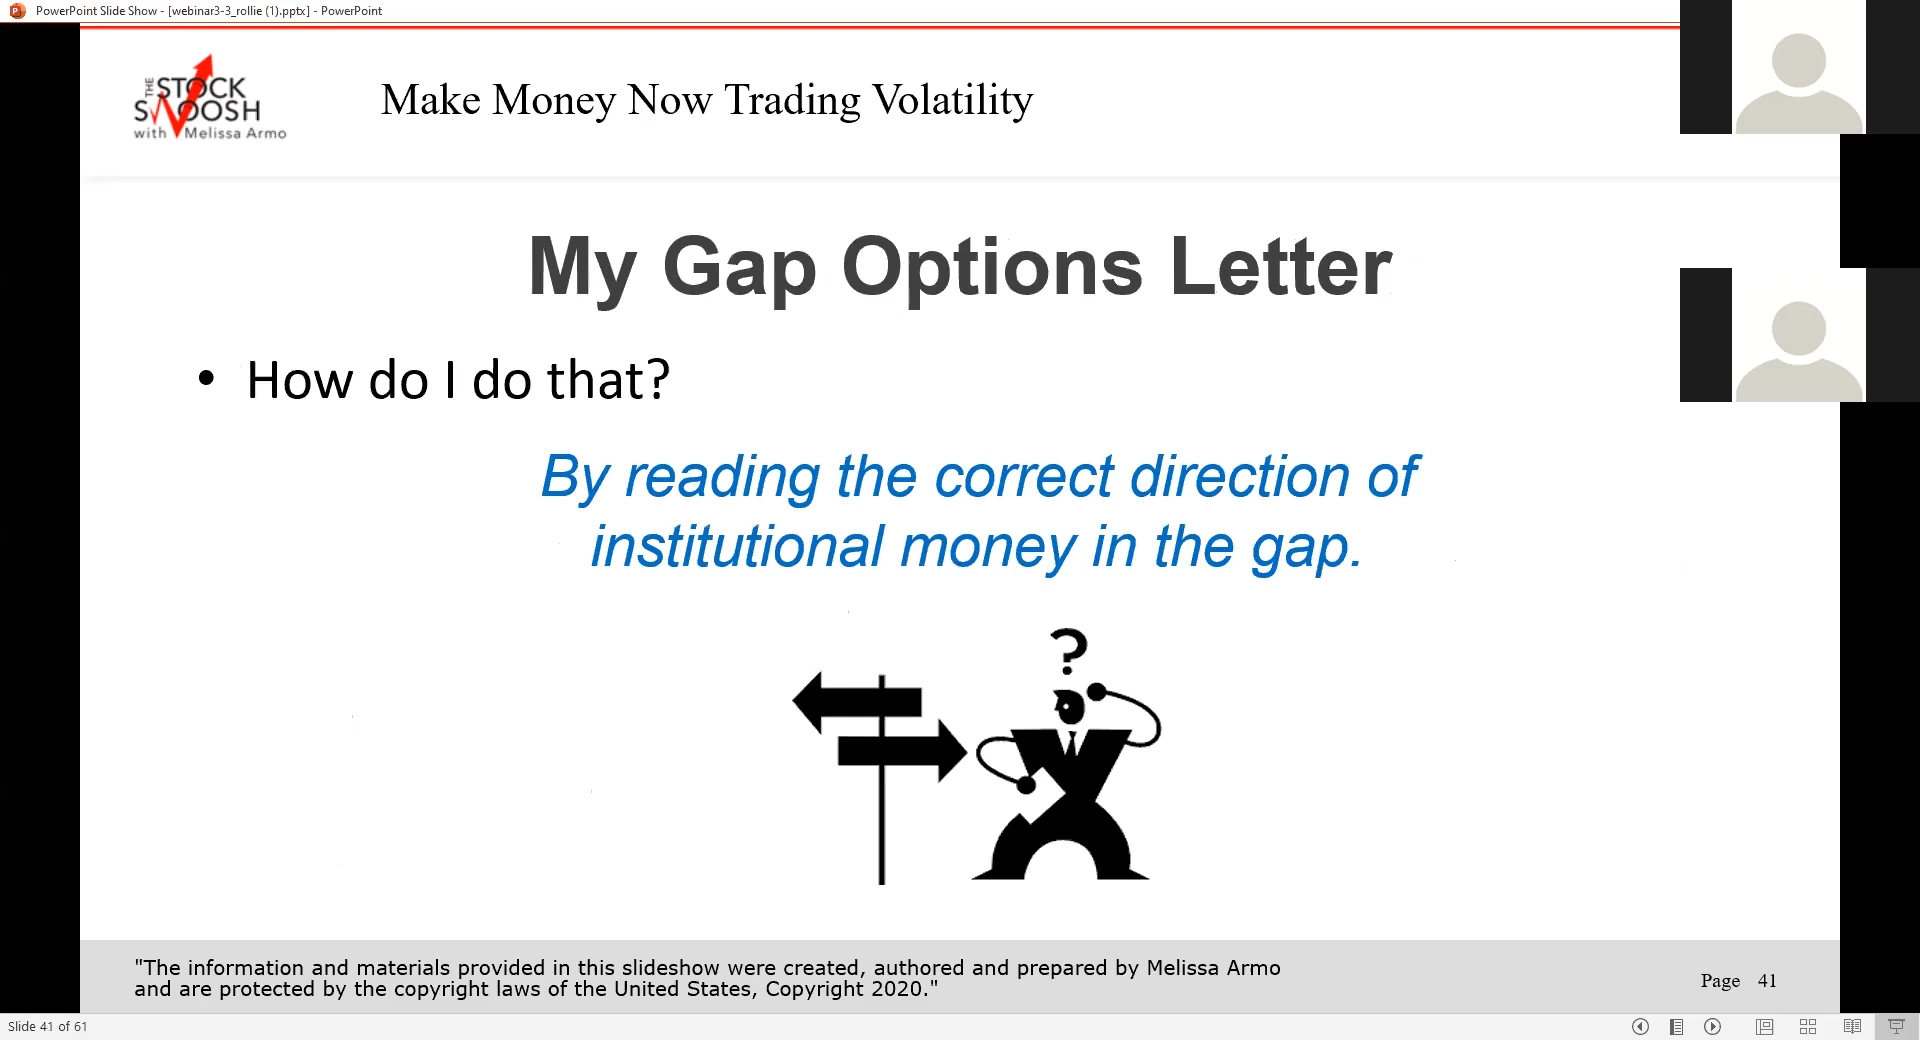 PowerPoint Slide Show - [webinar3-3_rollie (1).pptx] - PowerPoint
THE
STOCK
SWOOSH
with Melissa Armo
Make Money Now Trading Volatility
My Gap Options Letter
• How do I do that?
By reading the correct direction of
institutional money in the gap.
?
"The information and materials provided in this slideshow were created, authored and prepared by Melissa Armo
and are protected by the copyright laws of the United States, Copyright 2020."
Page 41
Slide 41 of 61